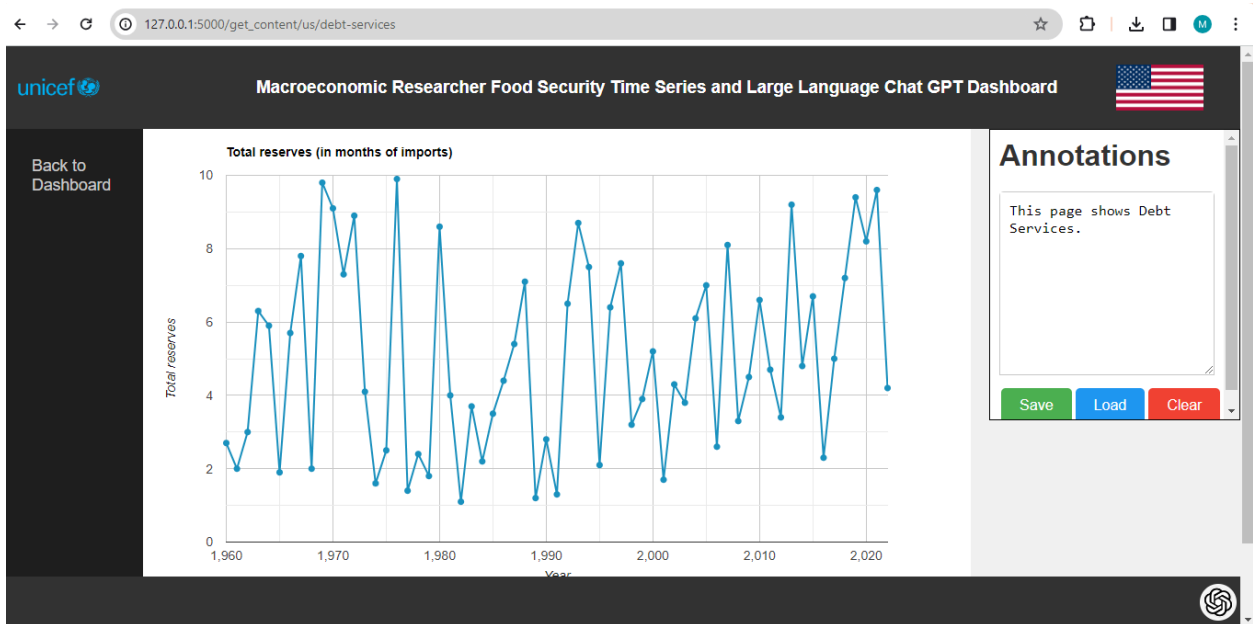 127.0.0.1:5000/get_content/us/debt-services
M
unicef
Macroeconomic Researcher Food Security Time Series and Large Language Chat GPT Dashboard
Back to
Dashboard
Total reserves (in months of imports)
10
8
6
4
2
0
Total reserves
1,960 1,970 1,980 1,990 2,000 2,010 2,020
Year
Annotations
This page shows Debt
Services.
Save Load Clear